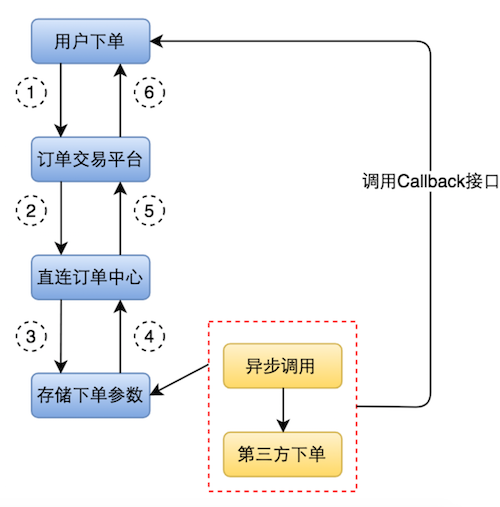 用户下单
1
6
订单交易平台
调用Callback接口
2
5
直连订单中心
3
4
异步调用
存储下单参数
第三方下单